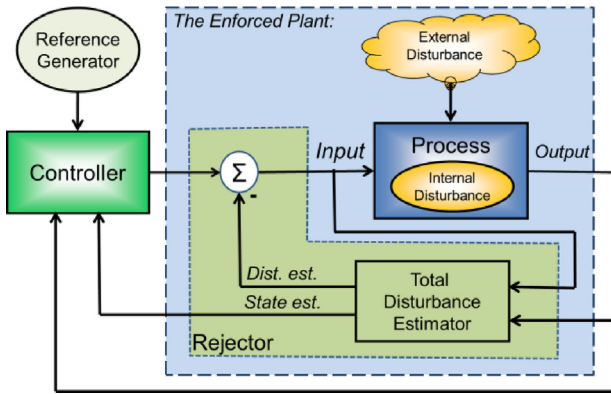 The Enforced Plant:
Reference
Generator
External
Disturbance
Controller
Σ
-
Input
Process
Internal
Disturbance
Output
Dist. est.
State est.
Total
Disturbance
Estimator
Rejector